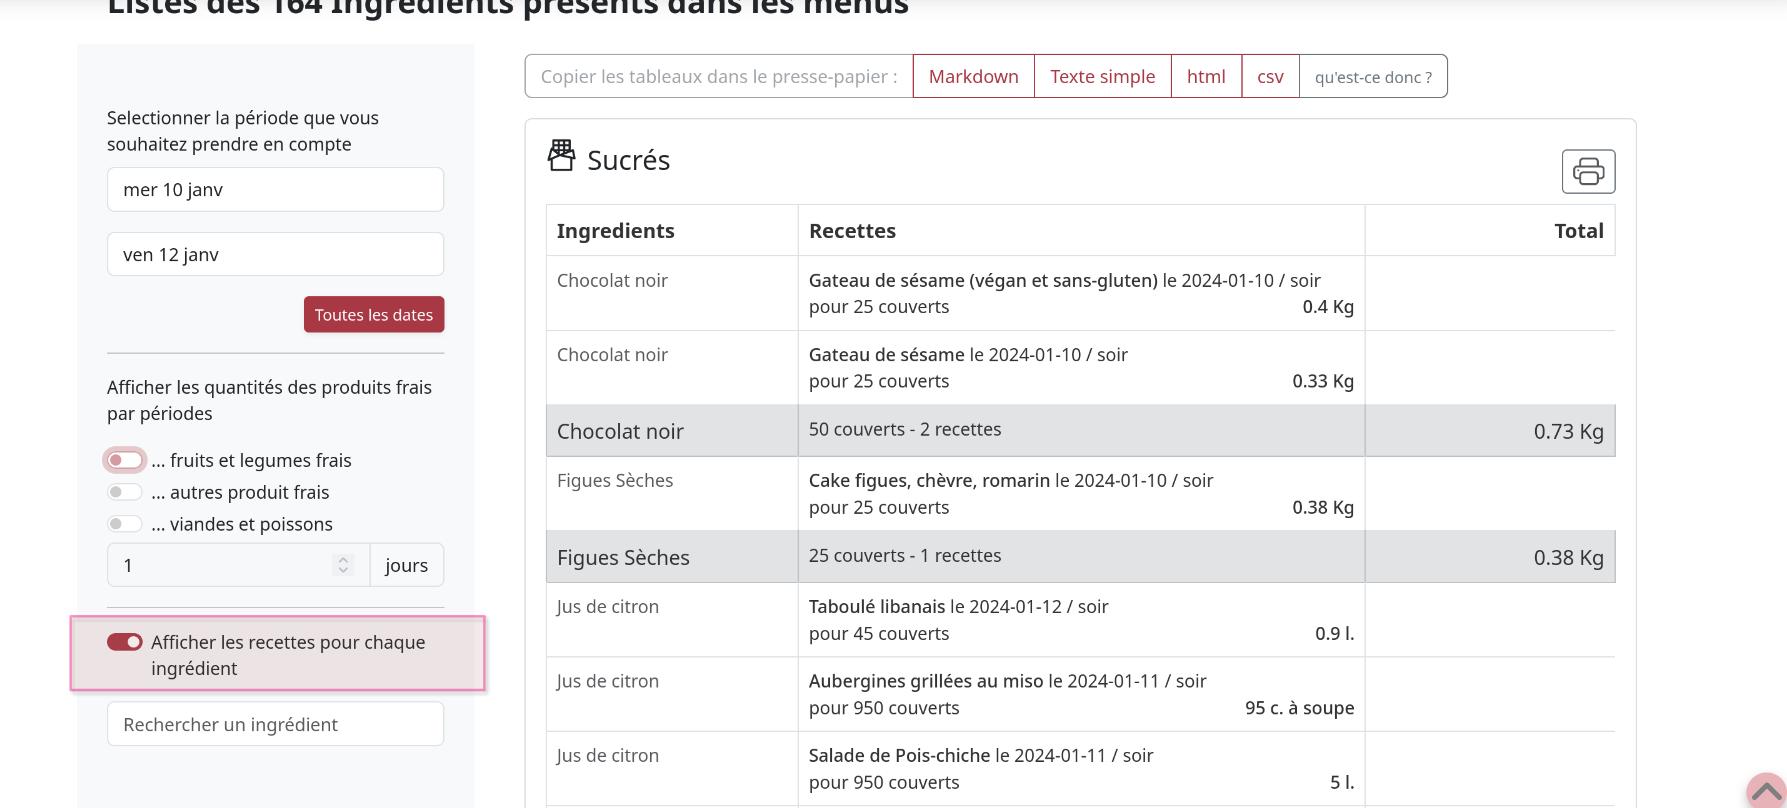 Listes des 164 Ingrédients présents dans les menus
Selectionner la période que vous
souhaitez prendre en compte
mer 10 janv
ven 12 janv
Toutes les dates
Afficher les quantités des produits frais
par périodes
... fruits et legumes frais
... autres produit frais
... viandes et poissons
1 jours
Afficher les recettes pour chaque
ingrédient
Rechercher un ingrédient
Copier les tableaux dans le presse-papier : Markdown Texte simple html csv qu'est-ce donc ?
Sucrés
Ingredients Recettes Total
Chocolat noir Gateau de sésame (végan et sans-gluten) le 2024-01-10 / soir
pour 25 couverts 0.4 Kg
Chocolat noir Gateau de sésame le 2024-01-10 / soir
pour 25 couverts 0.33 Kg
Chocolat noir 50 couverts - 2 recettes 0.73 Kg
Figues Sèches Cake figues, chèvre, romarin le 2024-01-10 / soir
pour 25 couverts 0.38 Kg
Figues Sèches 25 couverts - 1 recettes 0.38 Kg
Jus de citron Taboulé libanais le 2024-01-12 / soir
pour 45 couverts 0.9 l.
Jus de citron Aubergines grillées au miso le 2024-01-11 / soir
pour 950 couverts 95 c. à soupe
Jus de citron Salade de Pois-chiche le 2024-01-11 / soir
pour 950 couverts 5 l.